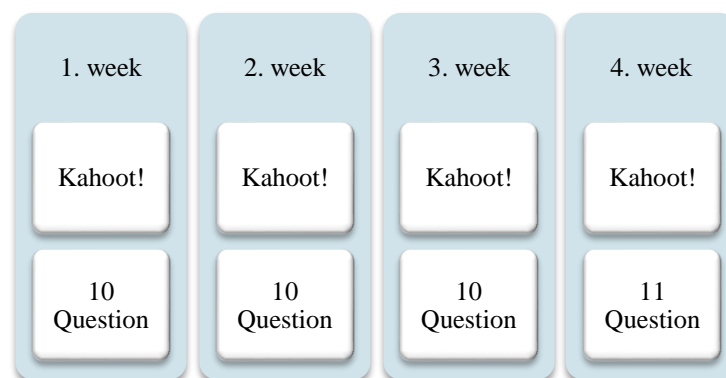 1. week
Kahoot!
10
Question
2. week
Kahoot!
10
Question
3. week
Kahoot!
10
Question
4. week
Kahoot!
11
Question